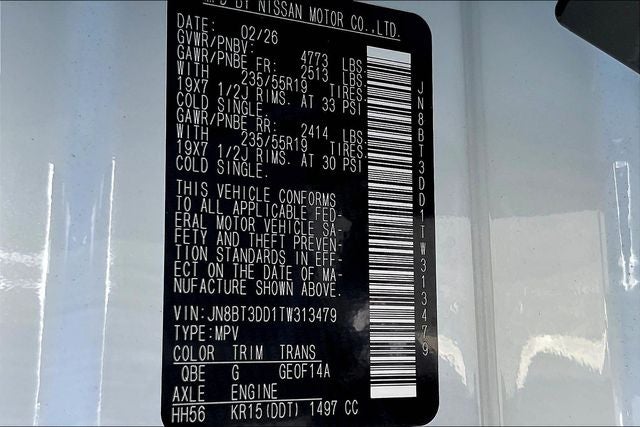 MFD BY NISSAN MOTOR CO.,LTD.
DATE: 02/26
GVWR/PNBV: 4773 LBS
GAWR/PNBE FR: 2513 LBS
WITH 235/55R19 TIRES.
19X7 1/2J RIMS. AT 33 PSI
COLD SINGLE.
GAWR/PNBE RR: 2414 LBS
WITH 235/55R19 TIRES.
19X7 1/2J RIMS. AT 30 PSI
COLD SINGLE.
THIS VEHICLE CONFORMS
TO ALL APPLICABLE FED-
ERAL MOTOR VEHICLE SA-
FETY AND THEFT PREVEN-
TION STANDARDS IN EFF-
ECT ON THE DATE OF MA-
NUFACTURE SHOWN ABOVE.
VIN:JN8BT3DD1TW313479
TYPE:MPV
COLOR TRIM TRANS
QBE G GEOF14A
AXLE ENGINE
HH56 KR15(DDT) 1497 CC
JN8BT3DD1TW313479